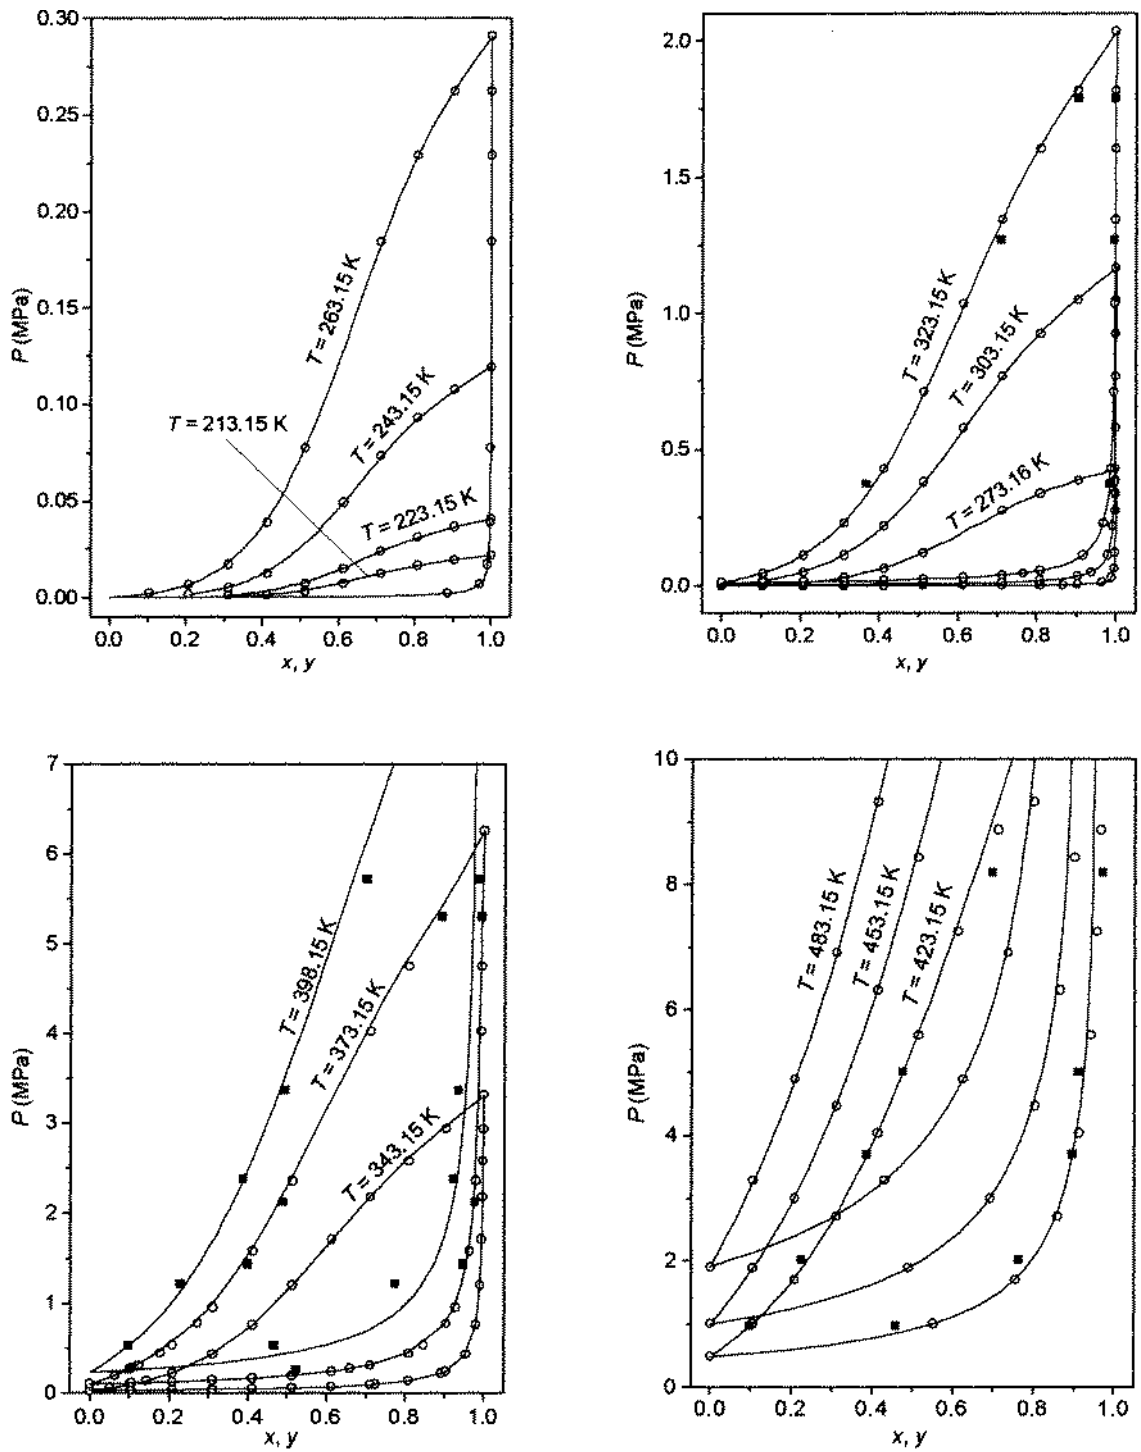 0.30
0.25
0.20
0.15
0.10
0.05
0.00
P (MPa)
T = 263.15 K
T = 243.15 K
T = 213.15 K
T = 223.15 K
0.0 0.2 0.4 0.6 0.8 1.0
x, y
2.0
1.5
1.0
0.5
0.0
P (MPa)
T = 323.15 K
T = 303.15 K
T = 273.16 K
0.0 0.2 0.4 0.6 0.8 1.0
x, y
7
6
5
4
3
2
1
0
P (MPa)
T = 398.15 K
T = 373.15 K
T = 343.15 K
0.0 0.2 0.4 0.6 0.8 1.0
x, y
10
8
6
4
2
0
P (MPa)
T = 483.15 K
T = 453.15 K
T = 423.15 K
0.0 0.2 0.4 0.6 0.8 1.0
x, y